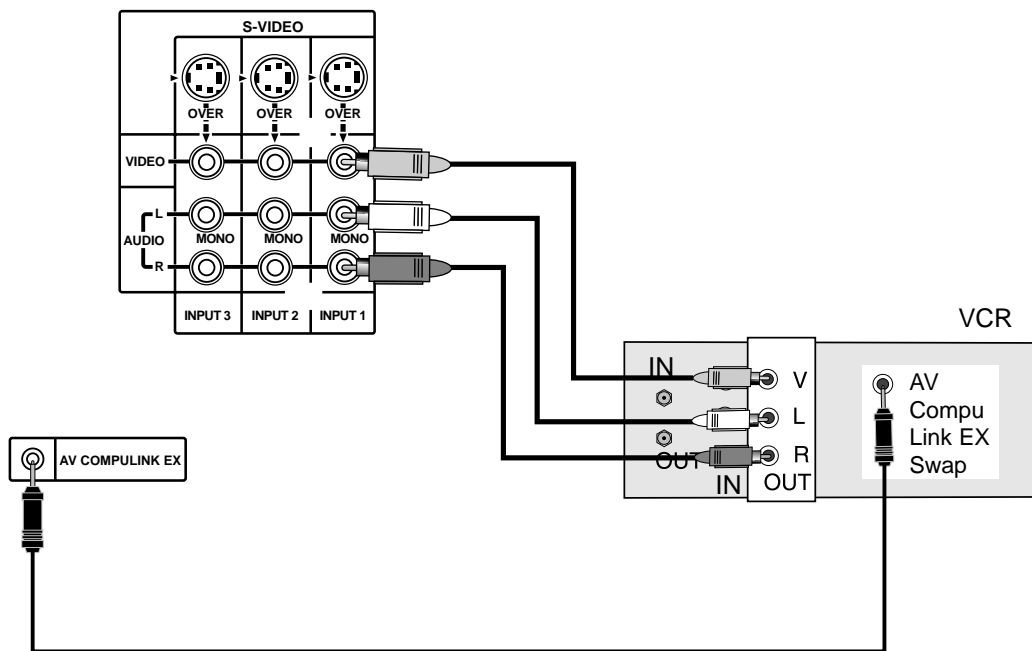 S-VIDEO
OVER OVER OVER
VIDEO
L
AUDIO
MONO MONO MONO
R
INPUT 3 INPUT 2 INPUT 1
VCR
IN
V
L
R
OUT
IN
OUT
AV
Compu
Link EX
Swap
AV COMPULINK EX